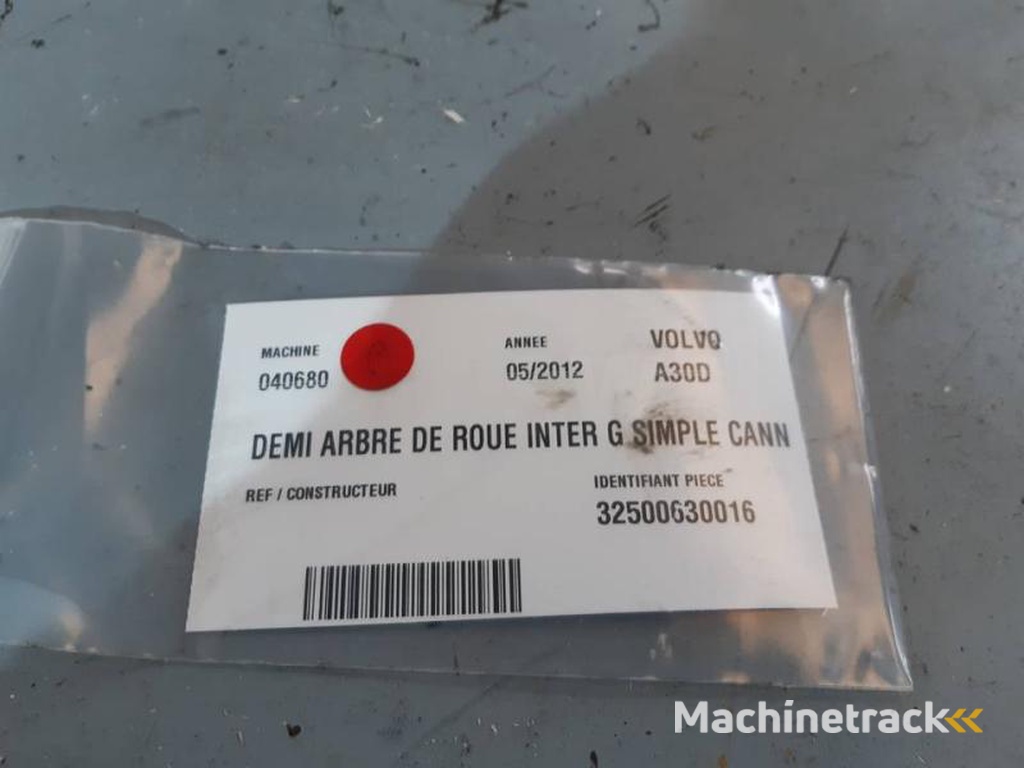 MACHINE
ANNEE
VOLVO
040680
05/2012
A30D
DEMI ARBRE DE ROUE INTER G SIMPLE CANN
REF / CONSTRUCTEUR
IDENTIFIANT PIECE
32500630016
Machinetrack